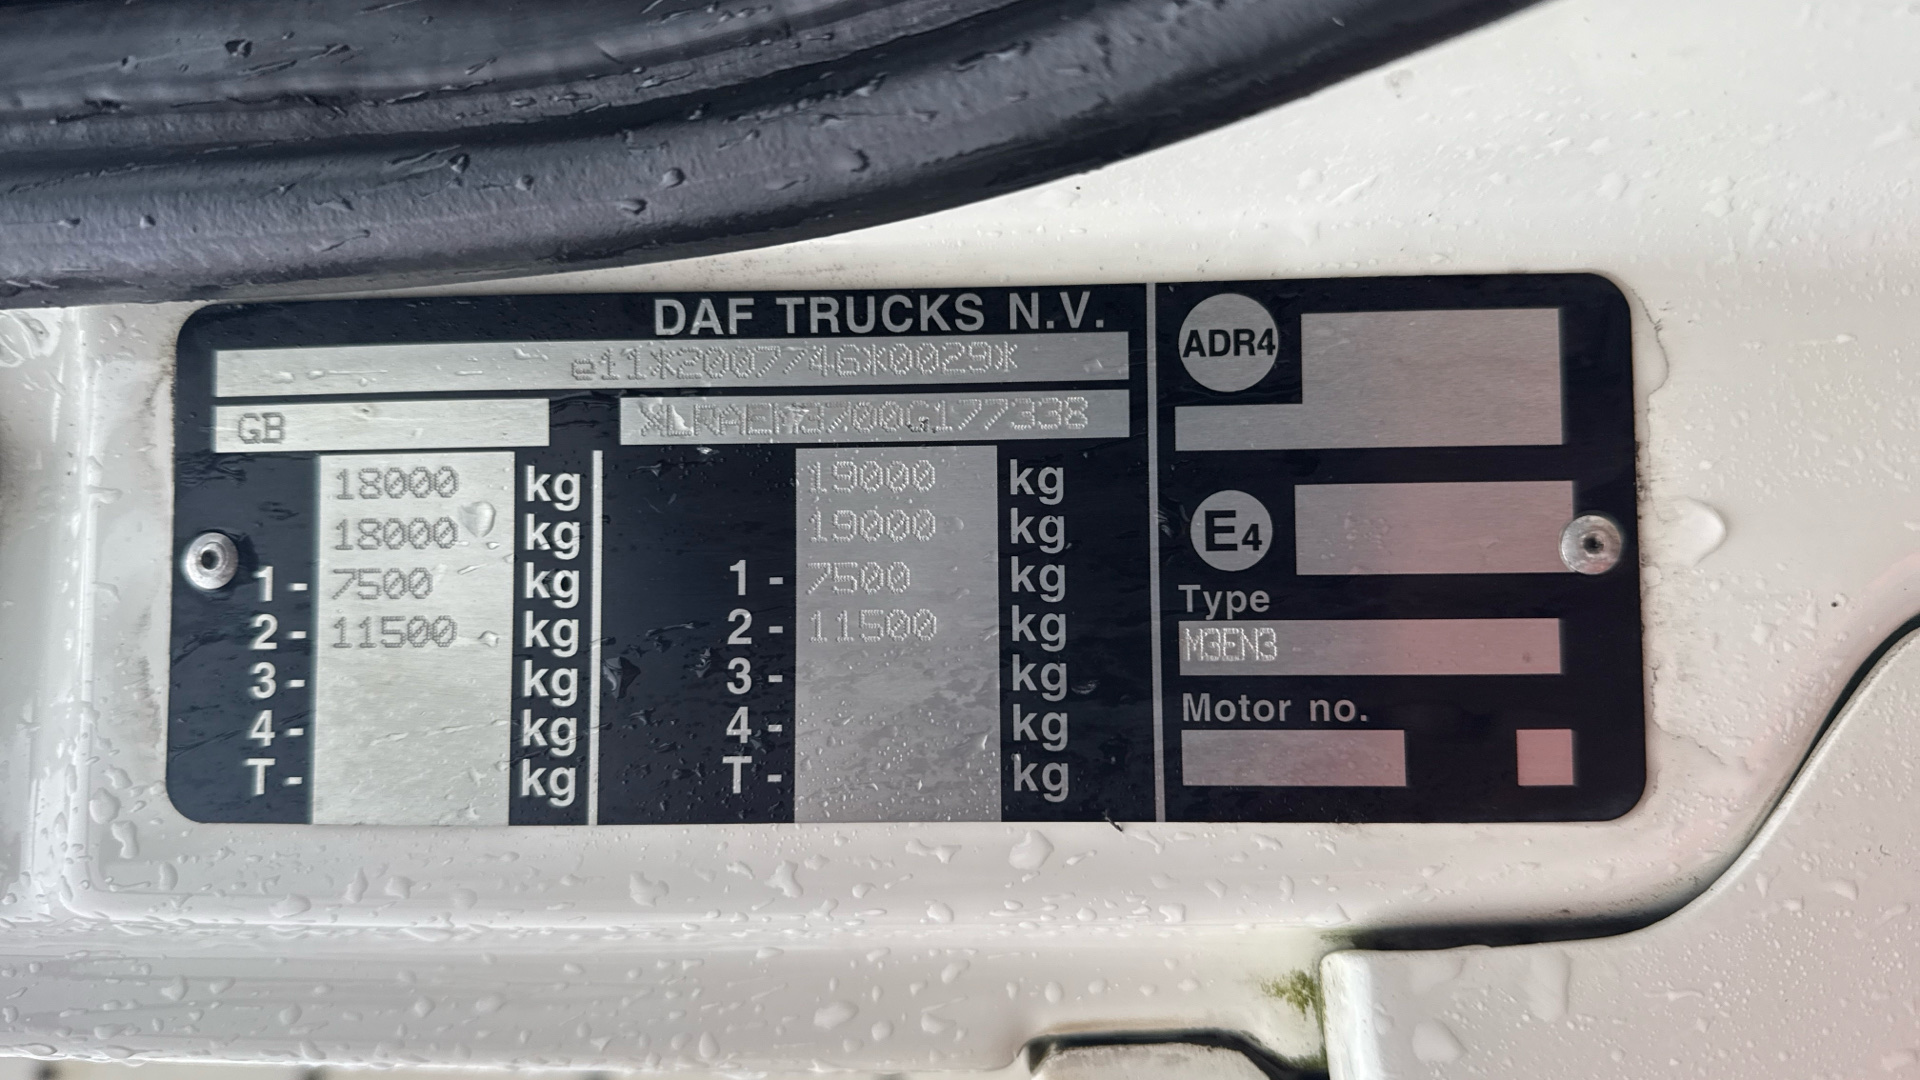 DAF TRUCKS N.V.
e11*2007/46*0029*
GB
XLRAEM3700G177338
18000 kg
18000 kg
1 - 7500 kg
2 - 11500 kg
3 - kg
4 - kg
T - kg
19000 kg
19000 kg
1 - 7500 kg
2 - 11500 kg
3 - kg
4 - kg
T - kg
ADR4
E4
Type
M3EN3
Motor no.